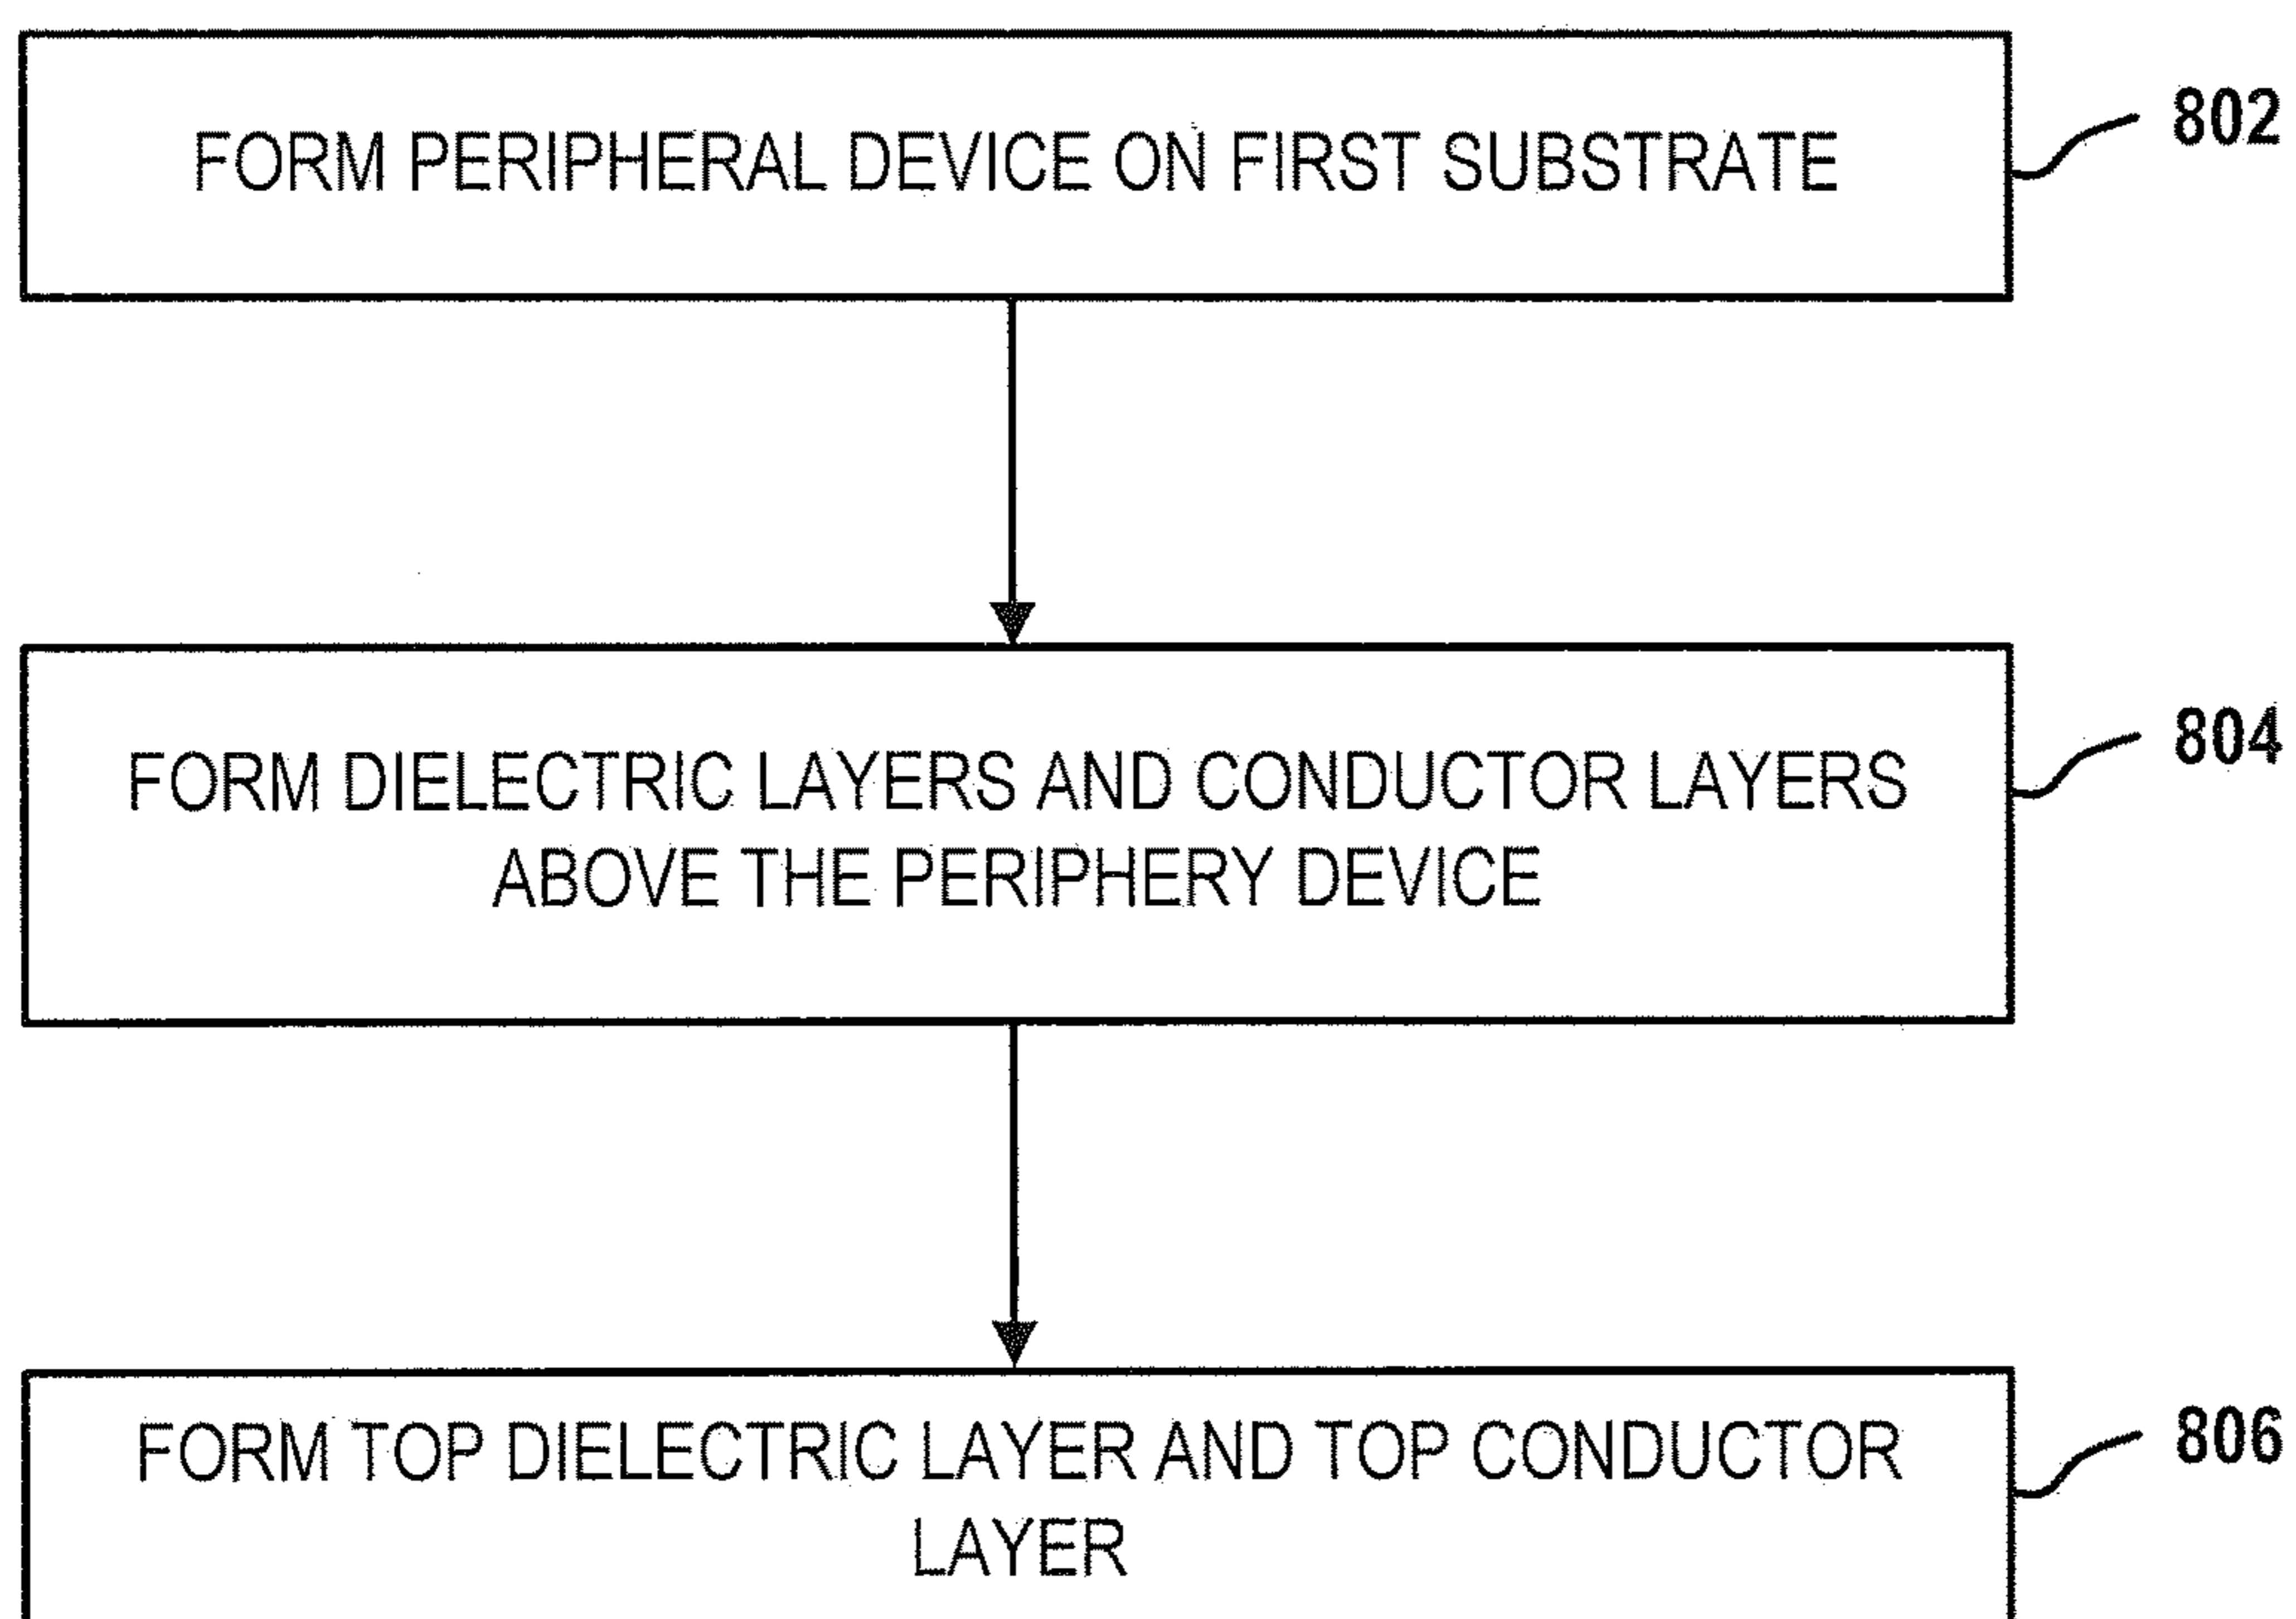 FORM PERIPHERAL DEVICE ON FIRST SUBSTRATE
802
FORM DIELECTRIC LAYERS AND CONDUCTOR LAYERS
ABOVE THE PERIPHERY DEVICE
804
FORM TOP DIELECTRIC LAYER AND TOP CONDUCTOR
LAYER
806